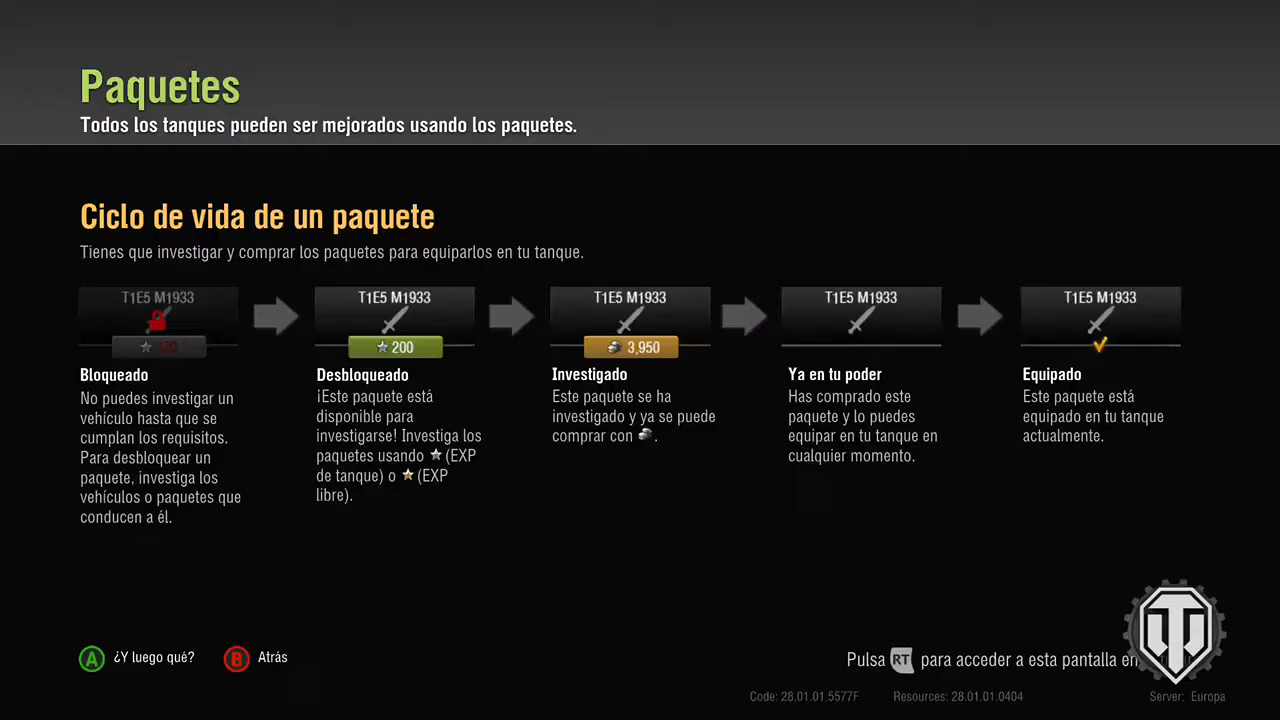 Paquetes
Todos los tanques pueden ser mejorados usando los paquetes.
Ciclo de vida de un paquete
Tienes que investigar y comprar los paquetes para equiparlos en tu tanque.
T1E5 M1933
Bloqueado
No puedes investigar un
vehículo hasta que se
cumplan los requisitos.
Para desbloquear un
paquete, investiga los
vehículos o paquetes que
conducen a él.
T1E5 M1933
200
Desbloqueado
¡Este paquete está
disponible para
investigarse! Investiga los
paquetes usando (EXP
de tanque) o (EXP
libre).
T1E5 M1933
3,950
Investigado
Este paquete se ha
investigado y ya se puede
comprar con .
T1E5 M1933
Ya en tu poder
Has comprado este
paquete y lo puedes
equipar en tu tanque en
cualquier momento.
T1E5 M1933
Equipado
Este paquete está
equipado en tu tanque
actualmente.
A ¿Y luego qué? B Atrás
Pulsa RT para acceder a esta pantalla en
Code: 28.01.01.5577F Resources: 28.01.01.0404 Server: Europa